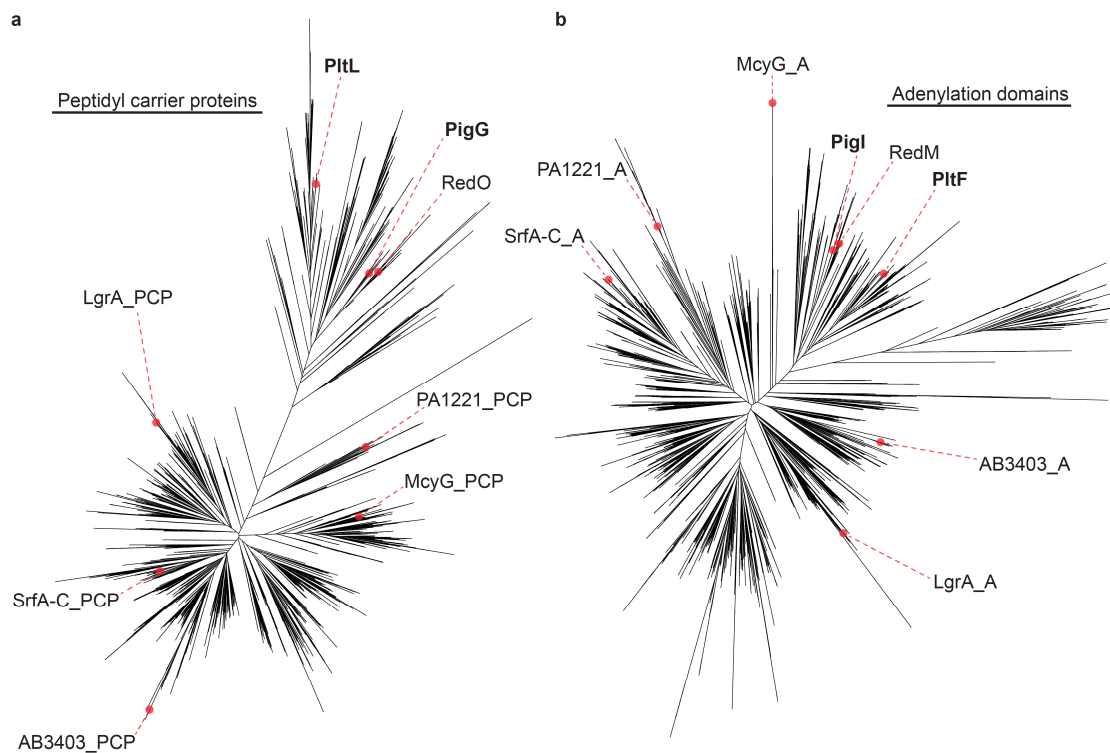 a
PltL
Peptidyl carrier proteins
PigG
RedO
LgrA_PCP
PA1221_PCP
McyG_PCP
SrfA-C_PCP
AB3403_PCP
b
McyG_A
Adenylation domains
PigI
RedM
PltF
PA1221_A
SrfA-C_A
AB3403_A
LgrA_A